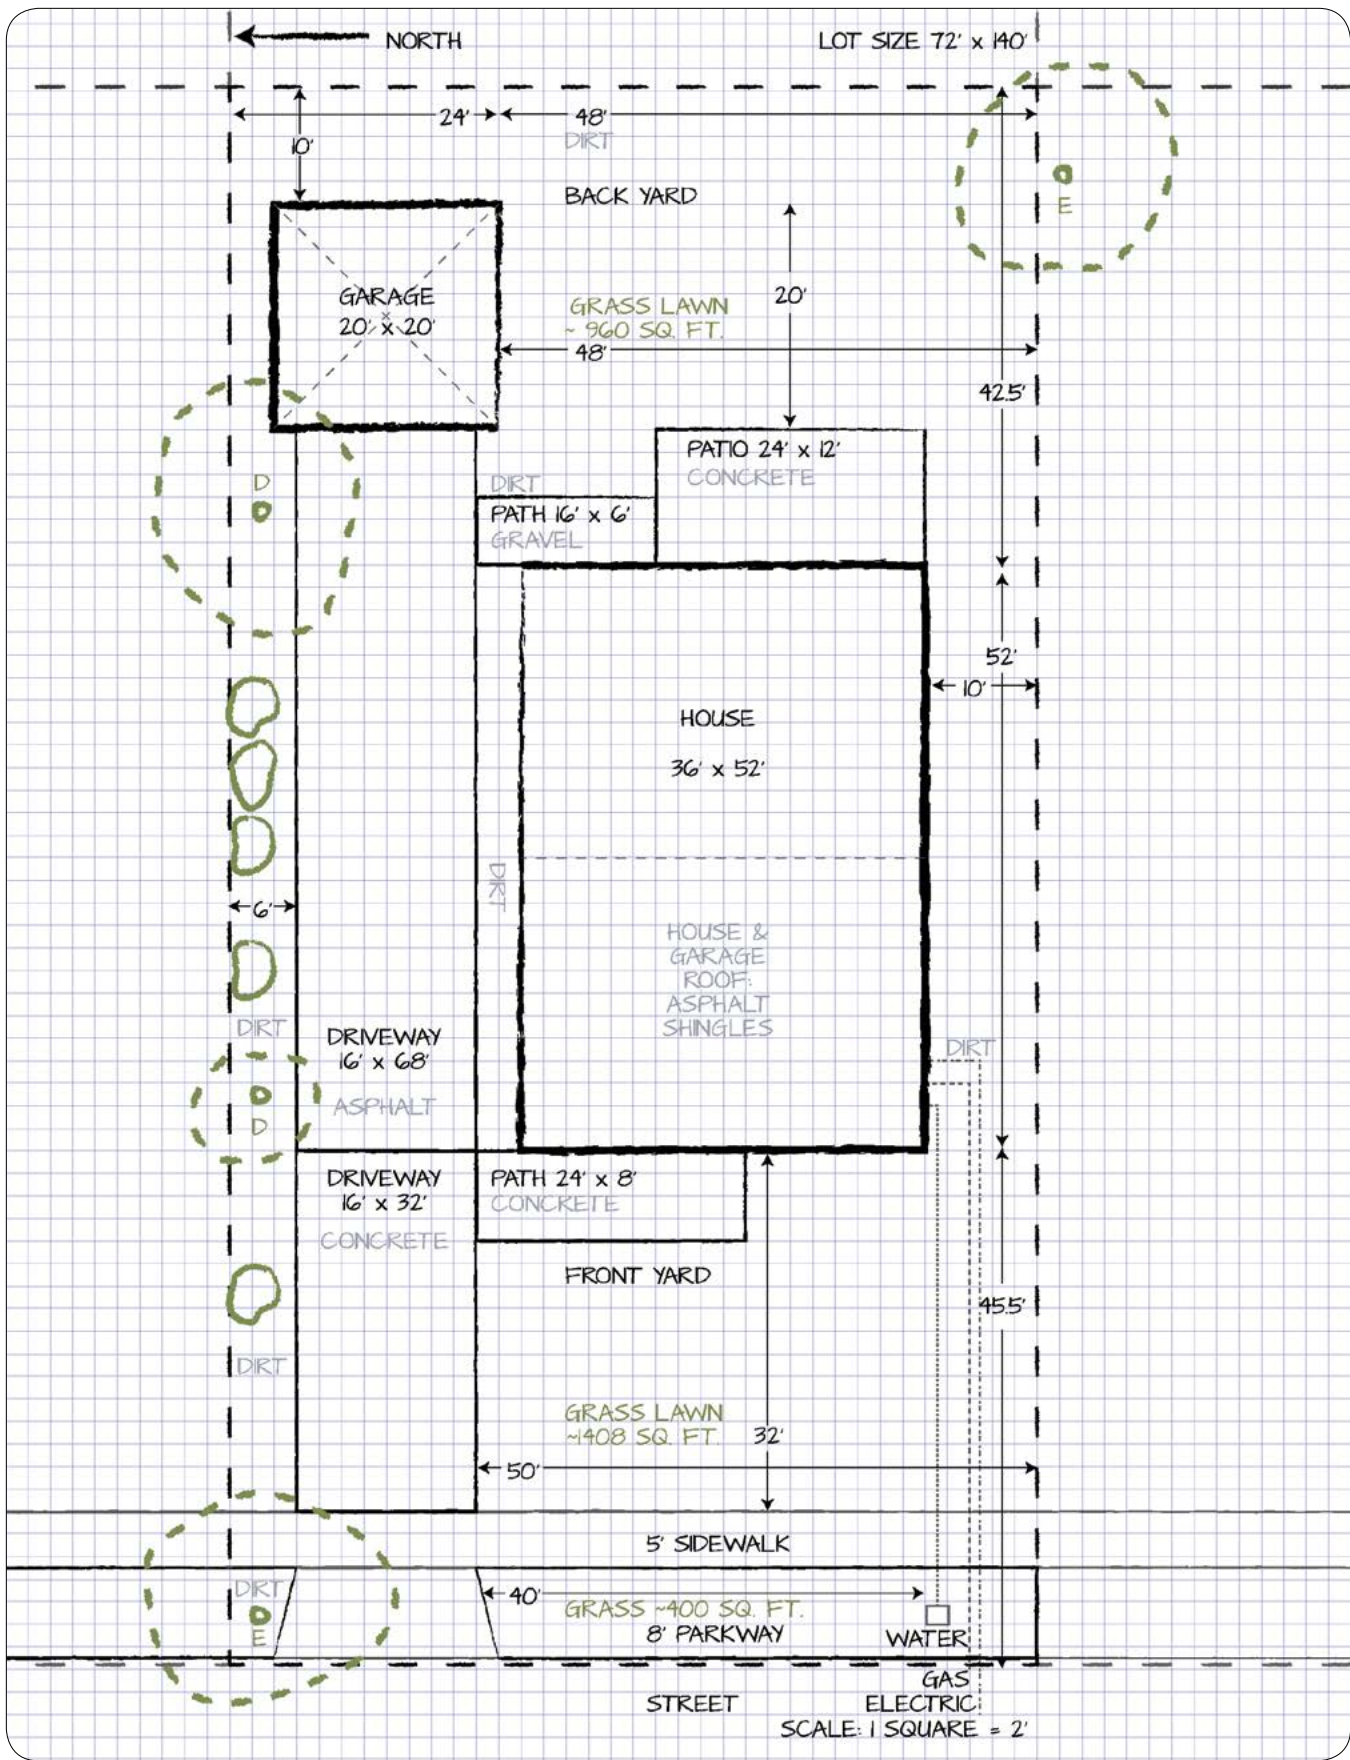 NORTH
LOT SIZE 72' x 140'
24'
48'
DIRT
10'
BACK YARD
GARAGE
20' x 20'
GRASS LAWN
~ 960 SQ. FT.
20'
48'
42.5'
PATIO 24' x 12'
CONCRETE
E
D
DIRT
PATH 16' x 6'
GRAVEL
52'
10'
HOUSE
36' x 52'
DIRT
6'
HOUSE &
GARAGE
ROOF:
ASPHALT
SHINGLES
DIRT
DRIVEWAY
16' x 68'
ASPHALT
DIRT
D
DRIVEWAY
16' x 32'
CONCRETE
PATH 24' x 8'
CONCRETE
FRONT YARD
45.5'
DIRT
GRASS LAWN
~1408 SQ. FT.
32'
50'
5' SIDEWALK
DIRT
E
40'
GRASS ~400 SQ. FT.
8' PARKWAY
WATER
GAS
STREET
ELECTRIC
SCALE: 1 SQUARE = 2'